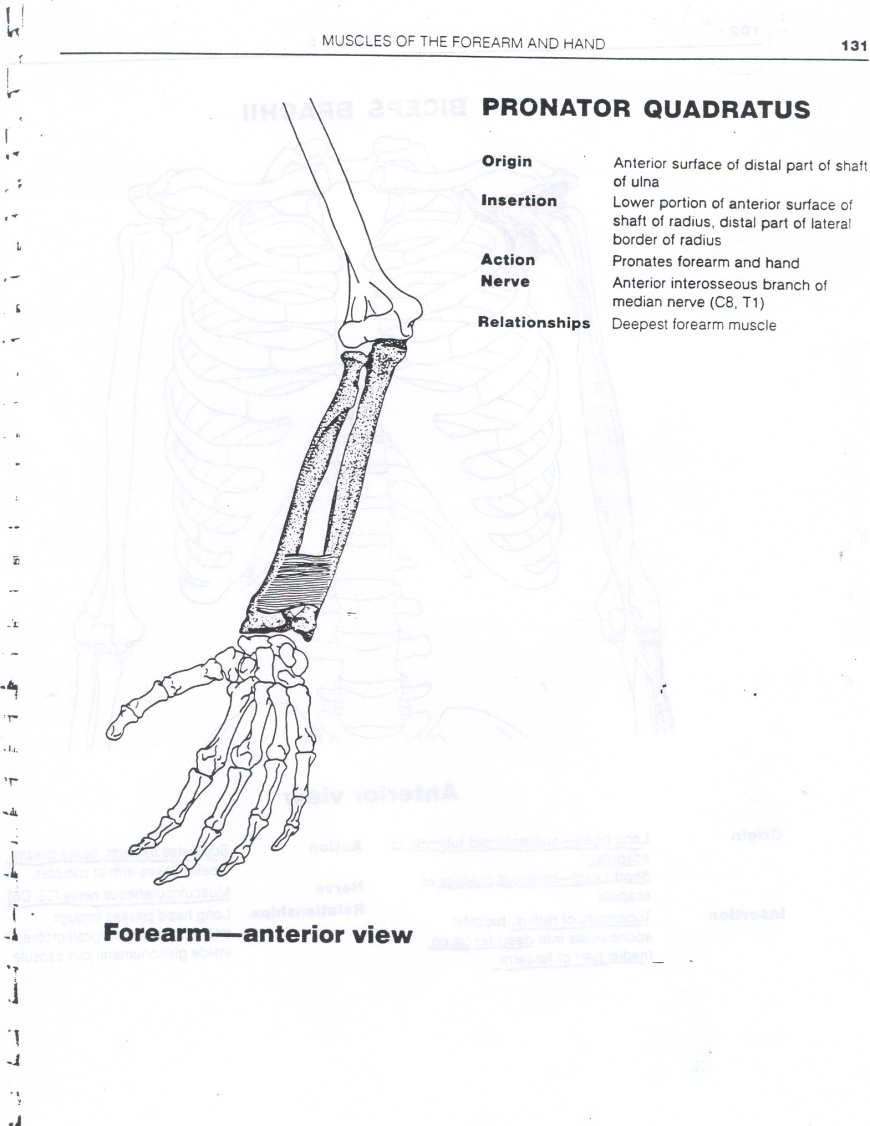 MUSCLES OF THE FOREARM AND HAND 131
PRONATOR QUADRATUS
Origin Anterior surface of distal part of shaft
of ulna
Insertion Lower portion of anterior surface of
shaft of radius, distal part of lateral
border of radius
Action Pronates forearm and hand
Nerve Anterior interosseous branch of
median nerve (C8, T1)
Relationships Deepest forearm muscle
Forearm—anterior view